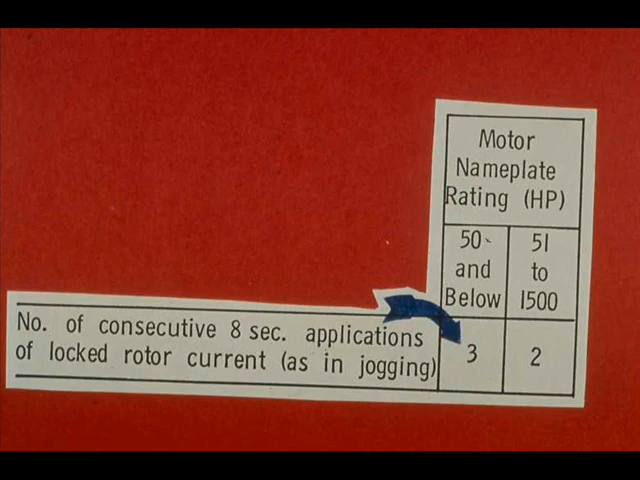 Motor
Nameplate
Rating (HP)
50 51
and to
Below 1500
No. of consecutive 8 sec. applications
of locked rotor current (as in jogging) 3 2